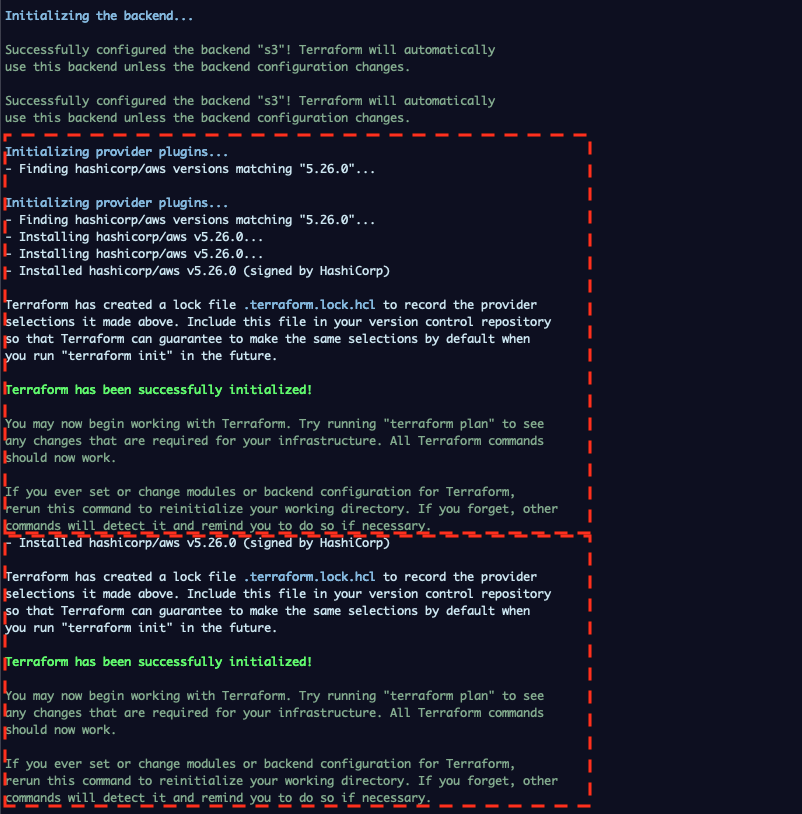 Initializing the backend...
Successfully configured the backend "s3"! Terraform will automatically
use this backend unless the backend configuration changes.
Successfully configured the backend "s3"! Terraform will automatically
use this backend unless the backend configuration changes.
Initializing provider plugins...
- Finding hashicorp/aws versions matching "5.26.0"...
Initializing provider plugins...
- Finding hashicorp/aws versions matching "5.26.0"...
- Installing hashicorp/aws v5.26.0...
- Installing hashicorp/aws v5.26.0...
- Installed hashicorp/aws v5.26.0 (signed by HashiCorp)
Terraform has created a lock file .terraform.lock.hcl to record the provider
selections it made above. Include this file in your version control repository
so that Terraform can guarantee to make the same selections by default when
you run "terraform init" in the future.
Terraform has been successfully initialized!
You may now begin working with Terraform. Try running "terraform plan" to see
any changes that are required for your infrastructure. All Terraform commands
should now work.
If you ever set or change modules or backend configuration for Terraform,
rerun this command to reinitialize your working directory. If you forget, other
commands will detect it and remind you to do so if necessary.
- Installed hashicorp/aws v5.26.0 (signed by HashiCorp)
Terraform has created a lock file .terraform.lock.hcl to record the provider
selections it made above. Include this file in your version control repository
so that Terraform can guarantee to make the same selections by default when
you run "terraform init" in the future.
Terraform has been successfully initialized!
You may now begin working with Terraform. Try running "terraform plan" to see
any changes that are required for your infrastructure. All Terraform commands
should now work.
If you ever set or change modules or backend configuration for Terraform,
rerun this command to reinitialize your working directory. If you forget, other
commands will detect it and remind you to do so if necessary.